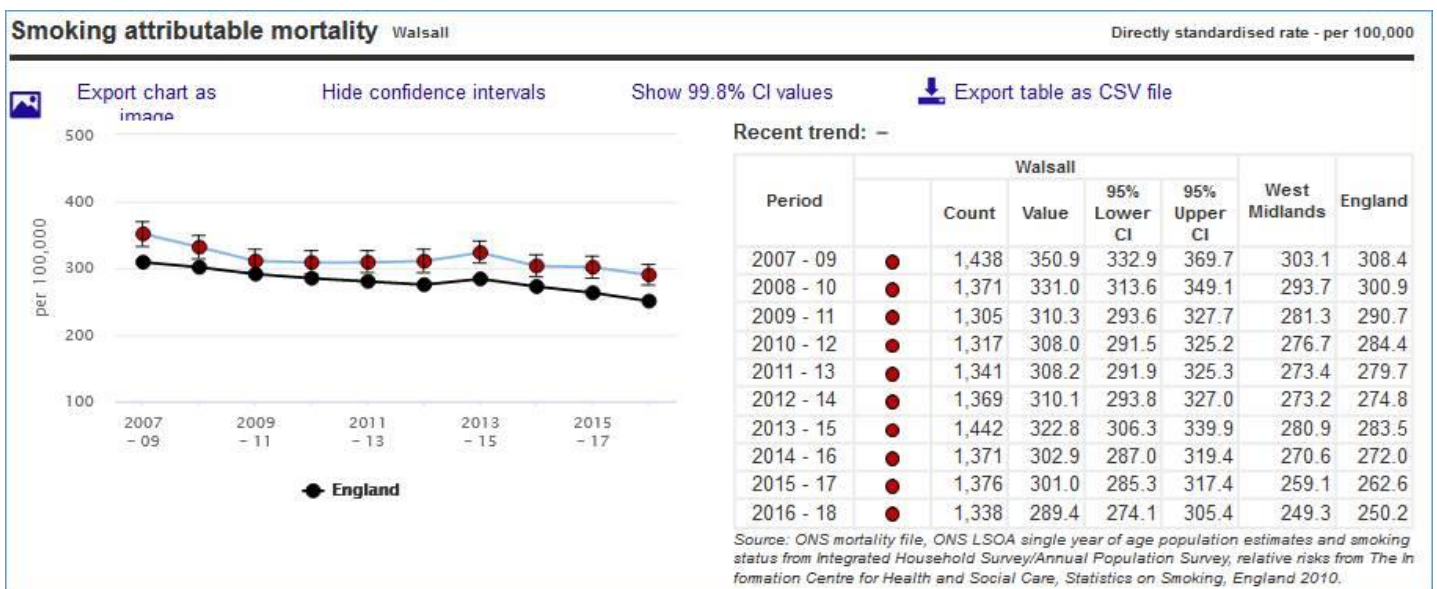 Smoking attributable mortality Walsall Directly standardised rate - per 100,000
Export chart as image Hide confidence intervals Show 99.8% CI values Export table as CSV file
500
400
300
200
100
per 100,000
2007 - 09 2009 - 11 2011 - 13 2013 - 15 2015 - 17
England
Recent trend: –
Period Walsall West Midlands England
Count Value 95% Lower CI 95% Upper CI
2007 - 09 1,438 350.9 332.9 369.7 303.1 308.4
2008 - 10 1,371 331.0 313.6 349.1 293.7 300.9
2009 - 11 1,305 310.3 293.6 327.7 281.3 290.7
2010 - 12 1,317 308.0 291.5 325.2 276.7 284.4
2011 - 13 1,341 308.2 291.9 325.3 273.4 279.7
2012 - 14 1,369 310.1 293.8 327.0 273.2 274.8
2013 - 15 1,442 322.8 306.3 339.9 280.9 283.5
2014 - 16 1,371 302.9 287.0 319.4 270.6 272.0
2015 - 17 1,376 301.0 285.3 317.4 259.1 262.6
2016 - 18 1,338 289.4 274.1 305.4 249.3 250.2
Source: ONS mortality file, ONS LSOA single year of age population estimates and smoking
status from Integrated Household Survey/Annual Population Survey, relative risks from The In
formation Centre for Health and Social Care, Statistics on Smoking, England 2010.